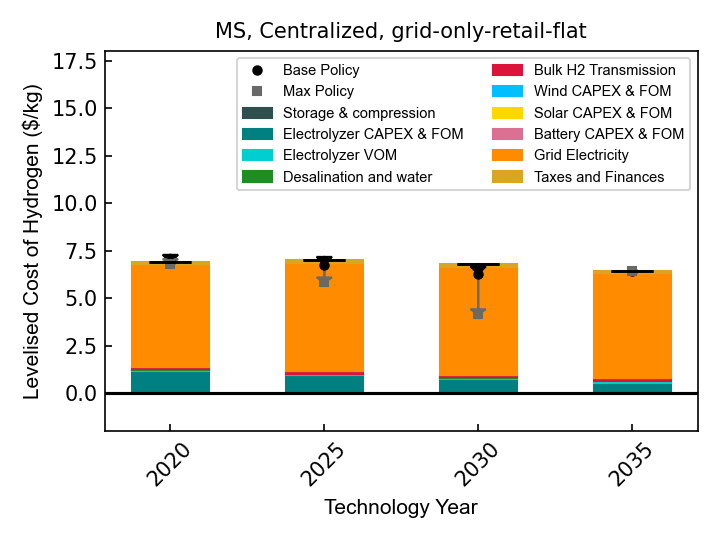 MS, Centralized, grid-only-retail-flat
Levelised Cost of Hydrogen ($/kg)
17.5
15.0
12.5
10.0
7.5
5.0
2.5
0.0
Base Policy
Max Policy
Storage & compression
Electrolyzer CAPEX & FOM
Electrolyzer VOM
Desalination and water
Bulk H2 Transmission
Wind CAPEX & FOM
Solar CAPEX & FOM
Battery CAPEX & FOM
Grid Electricity
Taxes and Finances
2020
2025
2030
2035
Technology Year